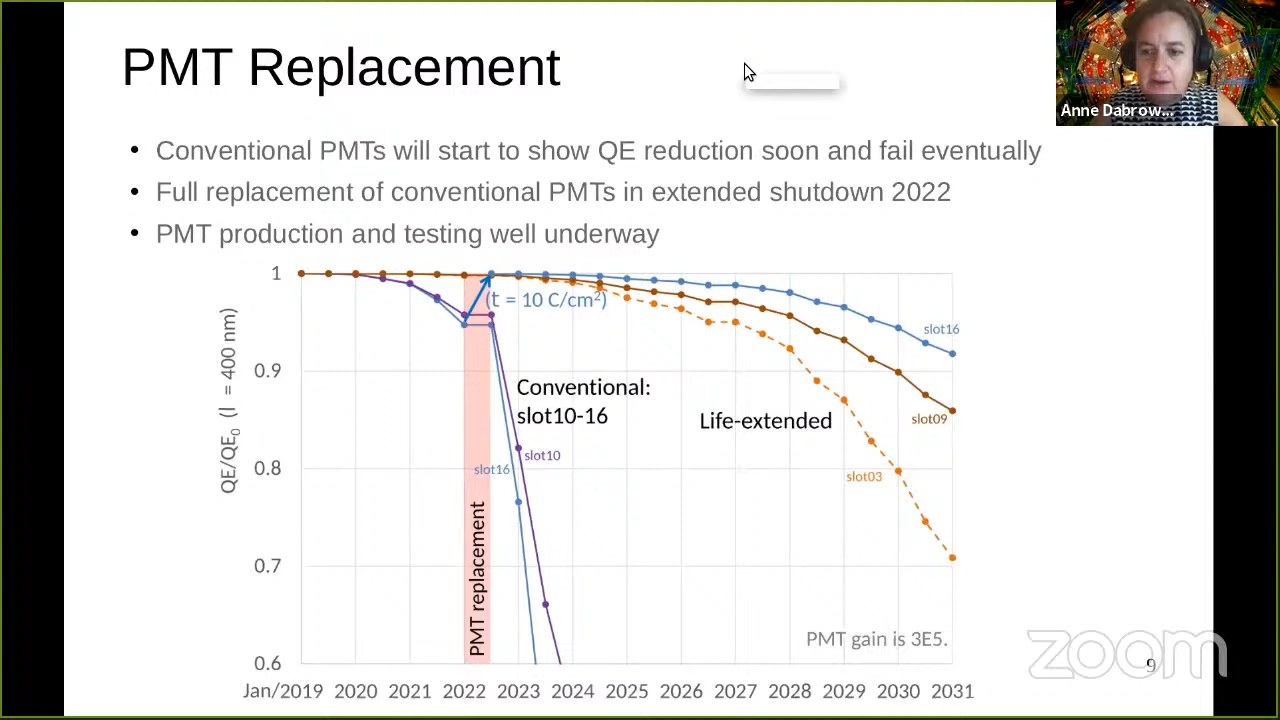 PMT Replacement
Anne Dabrow...
• Conventional PMTs will start to show QE reduction soon and fail eventually
• Full replacement of conventional PMTs in extended shutdown 2022
• PMT production and testing well underway
QE/QE0 (l = 400 nm)
1
0.9
0.8
0.7
0.6
(t = 10 C/cm²)
slot16
Conventional:
slot10-16
Life-extended
slot09
slot10
slot16
slot03
PMT replacement
PMT gain is 3E5.
zoom
9
Jan/2019 2020 2021 2022 2023 2024 2025 2026 2027 2028 2029 2030 2031